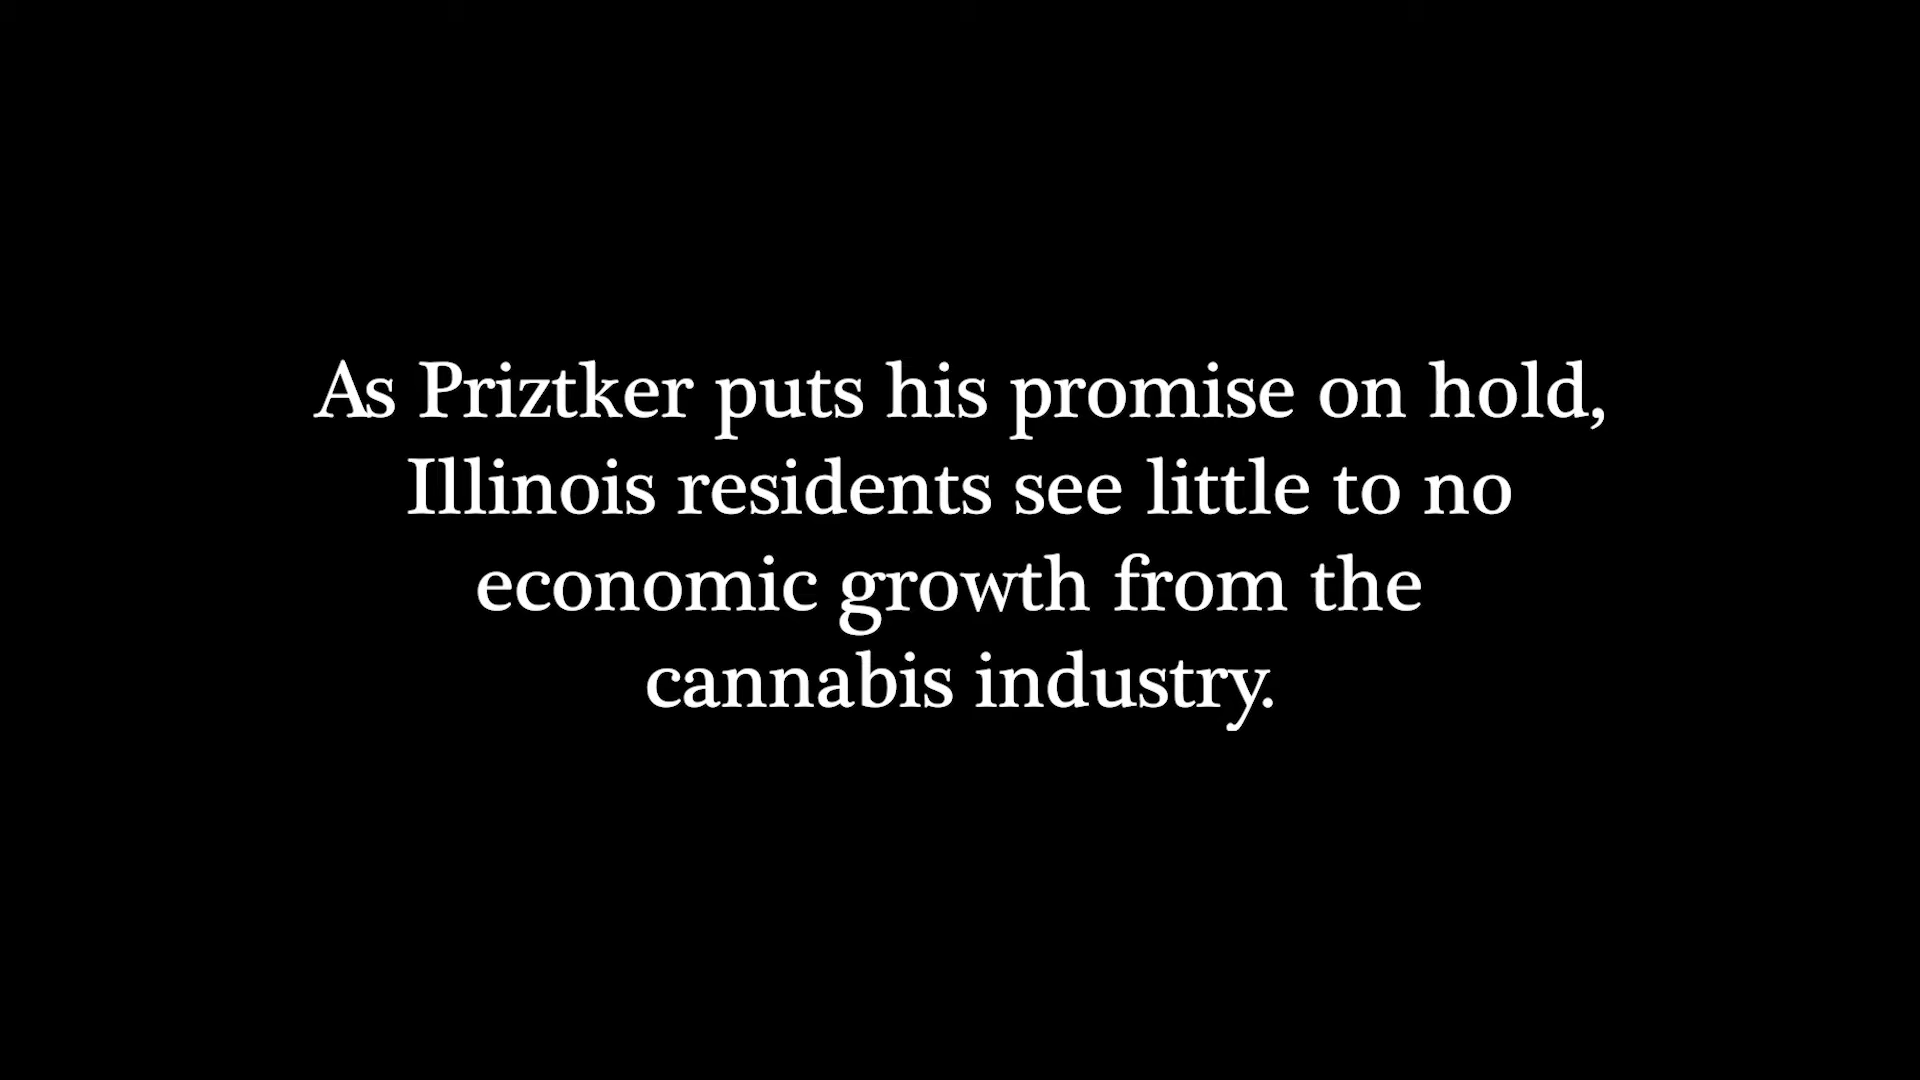 As Priztker puts his promise on hold,
Illinois residents see little to no
economic growth from the
cannabis industry.